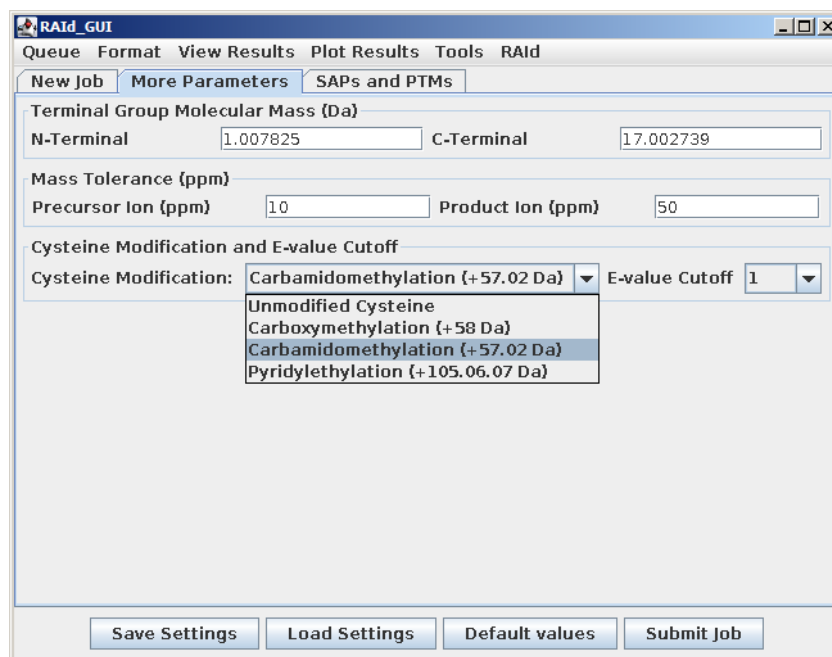 RAId_GUI
Queue Format View Results Plot Results Tools RAId
New Job More Parameters SAPs and PTMs
Terminal Group Molecular Mass (Da)
N-Terminal 1.007825 C-Terminal 17.002739
Mass Tolerance (ppm)
Precursor Ion (ppm) 10 Product Ion (ppm) 50
Cysteine Modification and E-value Cutoff
Cysteine Modification: Carbamidomethylation (+57.02 Da) E-value Cutoff 1
Unmodified Cysteine
Carboxymethylation (+58 Da)
Carbamidomethylation (+57.02 Da)
Pyridylethylation (+105.06.07 Da)
Save Settings Load Settings Default values Submit Job